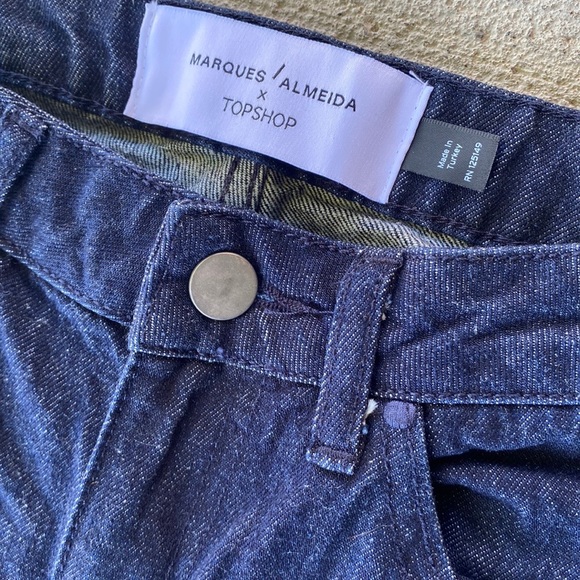 MARQUES / ALMEIDA
x
TOPSHOP
Made In
Turkey
RN 125149